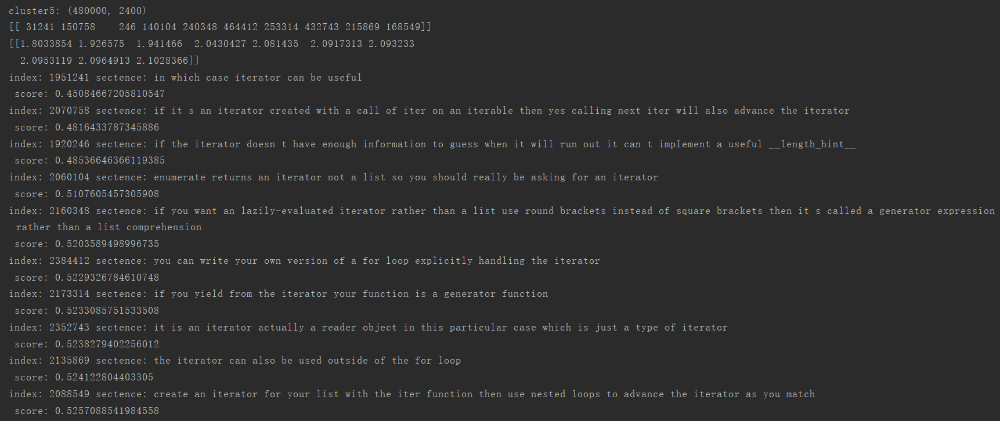 cluster5: (480000, 2400)
[[ 31241 150758    246 140104 240348 464412 253314 432743 215869 168549]]
[[1.8033854 1.926575  1.941466  2.0430427 2.081435  2.0917313 2.093233
  2.0953119 2.0964913 2.1028366]]
index: 1951241 sectence: in which case iterator can be useful
 score: 0.45084667205810547
index: 2070758 sectence: if it s an iterator created with a call of iter on an iterable then yes calling next iter will also advance the iterator
 score: 0.4816433787345886
index: 1920246 sectence: if the iterator doesn t have enough information to guess when it will run out it can t implement a useful __length_hint__
 score: 0.48536646366119385
index: 2060104 sectence: enumerate returns an iterator not a list so you should really be asking for an iterator
 score: 0.5107605457305908
index: 2160348 sectence: if you want an lazily-evaluated iterator rather than a list use round brackets instead of square brackets then it s called a generator expression
 rather than a list comprehension
 score: 0.5203589498996735
index: 2384412 sectence: you can write your own version of a for loop explicitly handling the iterator
 score: 0.5229326784610748
index: 2173314 sectence: if you yield from the iterator your function is a generator function
 score: 0.5233085751533508
index: 2352743 sectence: it is an iterator actually a reader object in this particular case which is just a type of iterator
 score: 0.5238279402256012
index: 2135869 sectence: the iterator can also be used outside of the for loop
 score: 0.524122804403305
index: 2088549 sectence: create an iterator for your list with the iter function then use nested loops to advance the iterator as you match
 score: 0.5257088541984558